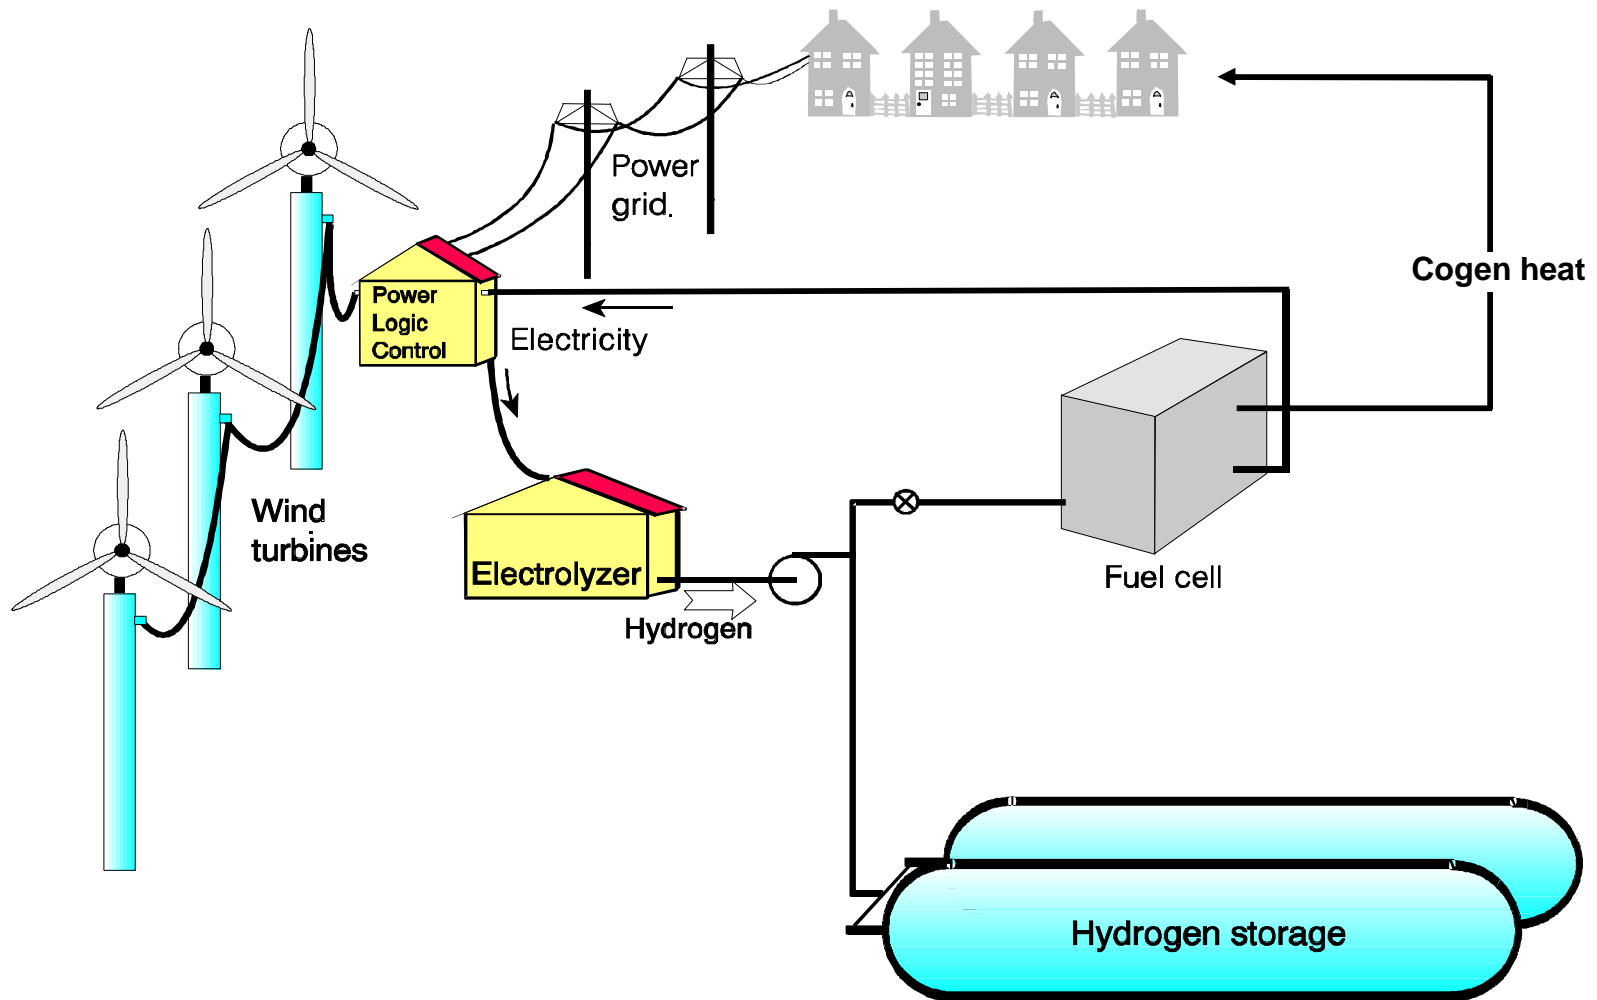 Power
grid.
Cogen heat
Power
Logic
Control
Electricity
Wind
turbines
Electrolyzer
Fuel cell
Hydrogen
Hydrogen storage